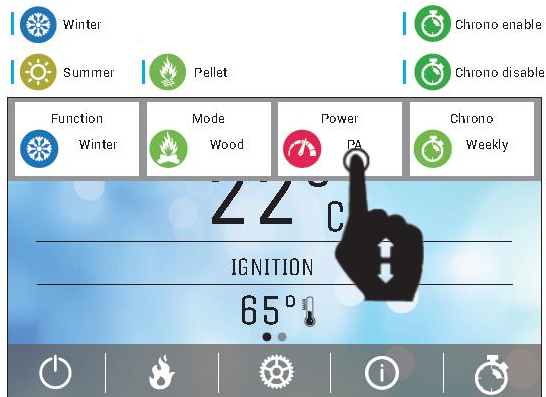 Winter
Chrono enable
Summer
Pellet
Chrono disable
Function
Mode
Power
Chrono
Winter
Wood
PA
Weekly
22°C
IGNITION
65°